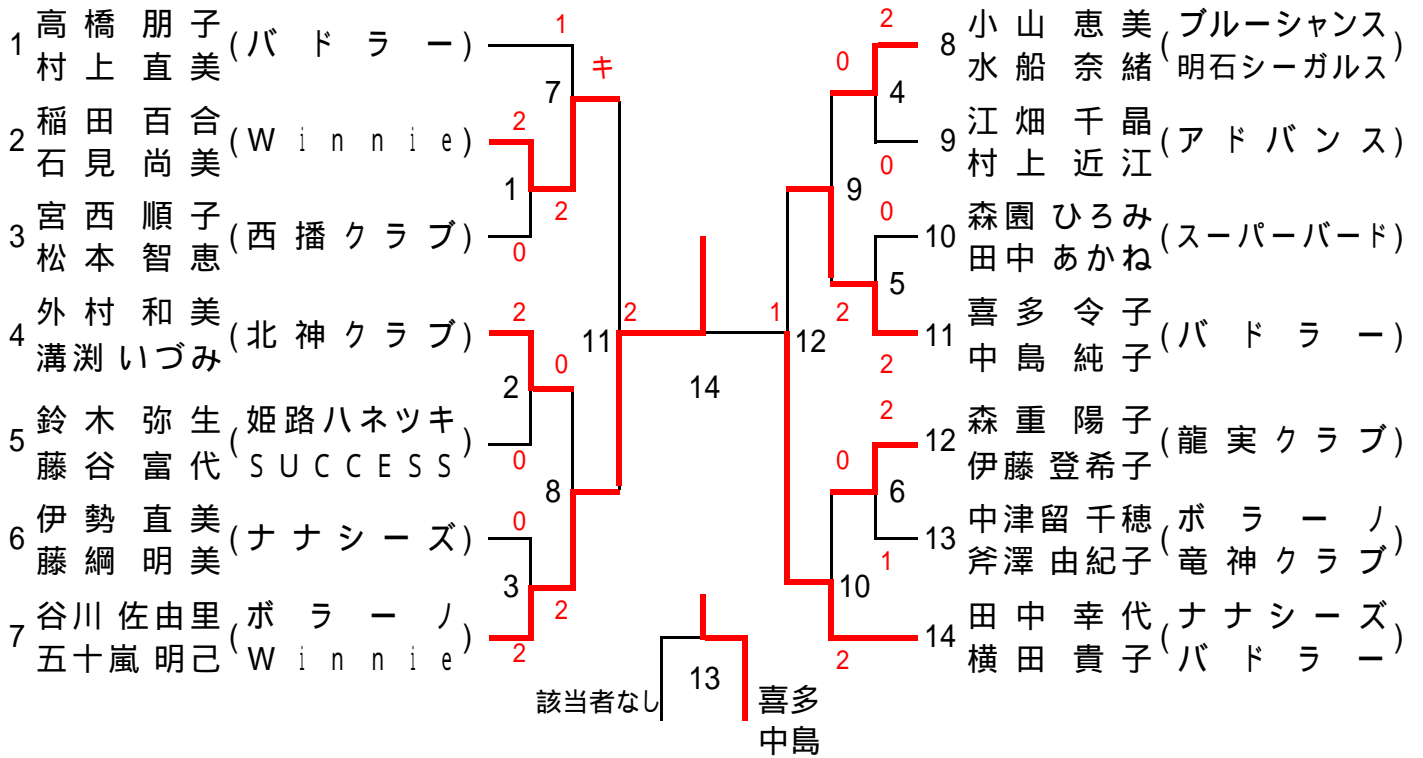 1 高橋 朋子 (バドラー) 1
村上 直美
7 キ
2 稲田 百合 (Winnie) 2
石見 尚美
1 2
3 宮西 順子 (西播クラブ) 0
松本 智恵
4 外村 和美 (北神クラブ) 2
溝渕 いづみ
11 2
2 0
5 鈴木 弥生 (姫路ハネツキ) 0
藤谷 富代 SUCCESS
8
6 伊勢 直美 (ナナシーズ) 0
藤綱 明美
3 2
7 谷川 佐由里 (ボラーノ) 2
五十嵐 明己 Winnie
14
13
該当者なし
喜多
中島
2 8 小山 恵美 (ブルーシャンス)
水船 奈緒 明石シーガルス
0 4
0 9 江畑 千晶 (アドバンス)
村上 近江
9
0 10 森園 ひろみ (スーパーバード)
田中 あかね
2 5
2 11 喜多 令子 (バドラー)
中島 純子
1 12
2 12 森重 陽子 (龍実クラブ)
伊藤 登希子
0 6
1 13 中津留 千穂 (ボラーノ)
斧澤 由紀子 竜神クラブ
10
2 14 田中 幸代 (ナナシーズ)
横田 貴子 バドラー